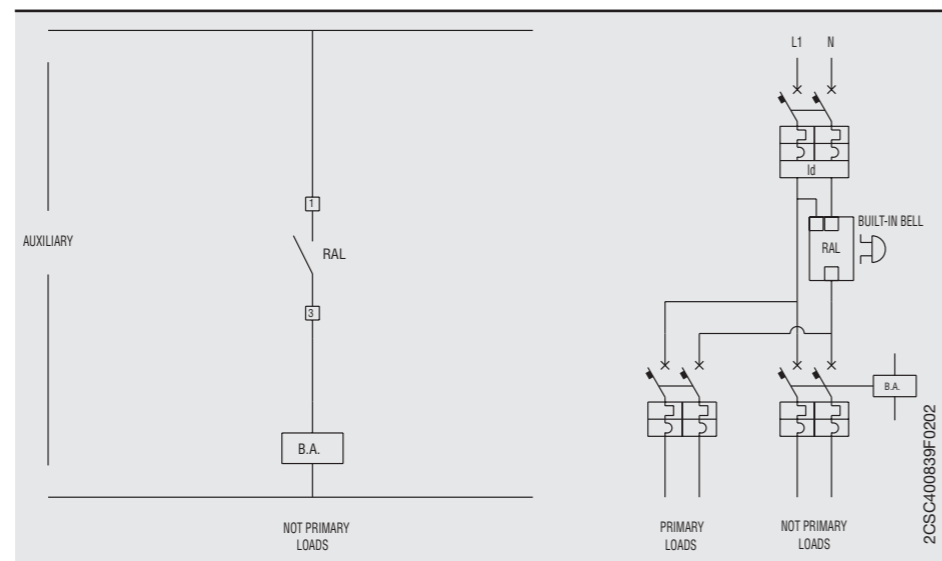 AUXILIARY
1
RAL
3
B.A.
NOT PRIMARY
LOADS
L1 N
Id
BUILT-IN BELL
RAL
B.A.
PRIMARY
LOADS
NOT PRIMARY
LOADS
2CSC400839F0202